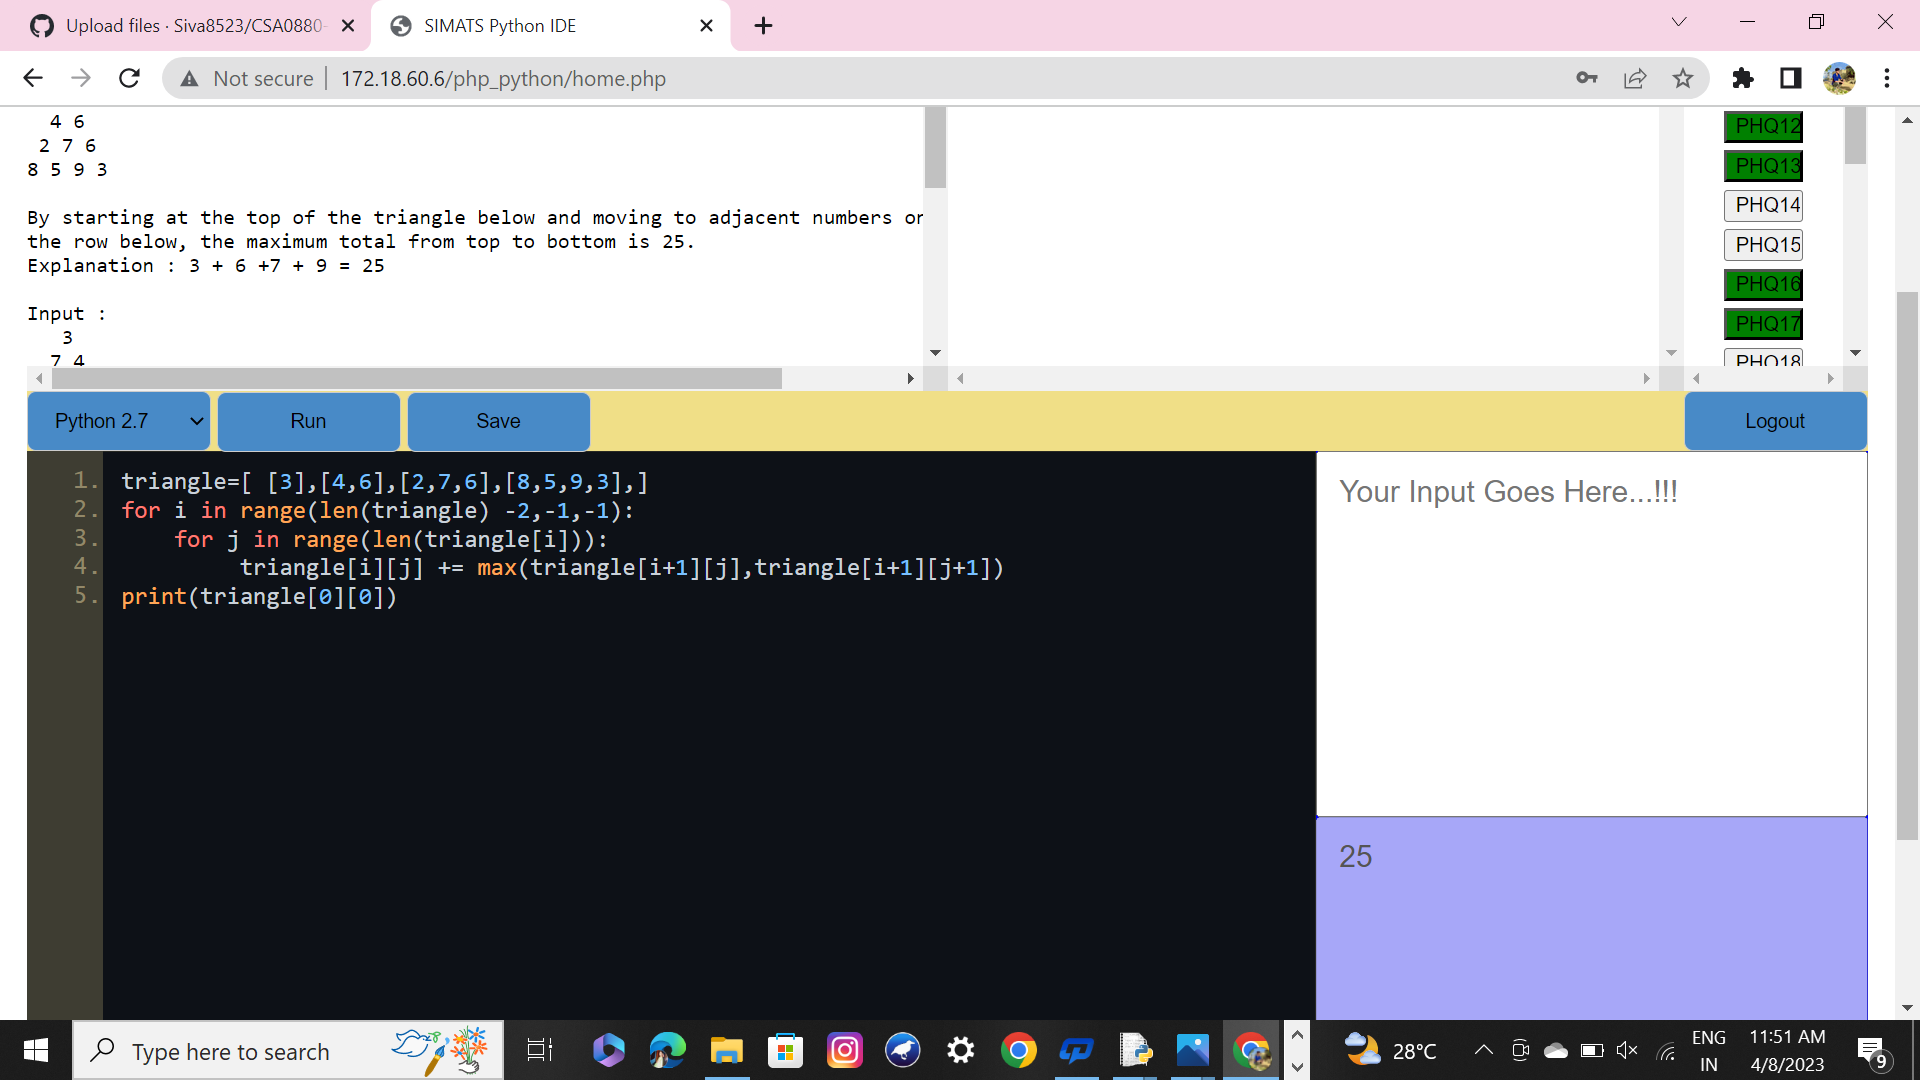 Upload files · Siva8523/CSA0880-
SIMATS Python IDE
Not secure
172.18.60.6/php_python/home.php
4 6
2 7 6
8 5 9 3
By starting at the top of the triangle below and moving to adjacent numbers on
the row below, the maximum total from top to bottom is 25.
Explanation : 3 + 6 +7 + 9 = 25
Input :
3
7 4
PHQ12
PHQ13
PHQ14
PHQ15
PHQ16
PHQ17
PHQ18
Python 2.7
Run
Save
Logout
1. triangle=[ [3],[4,6],[2,7,6],[8,5,9,3],]
2. for i in range(len(triangle) -2,-1,-1):
3. for j in range(len(triangle[i])):
4. triangle[i][j] += max(triangle[i+1][j],triangle[i+1][j+1])
5. print(triangle[0][0])
Your Input Goes Here...!!!
25
Type here to search
28°C
ENG
IN
11:51 AM
4/8/2023
9